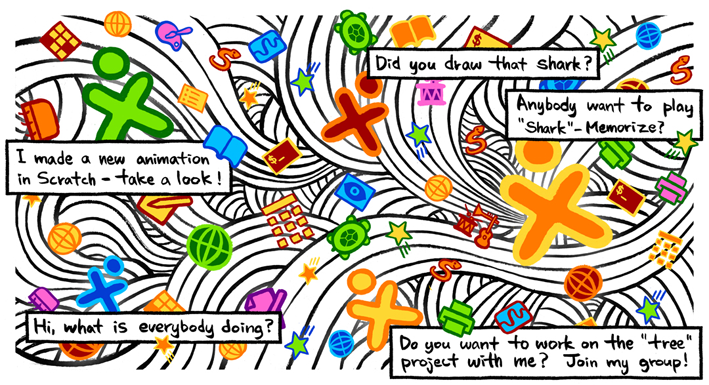 Did you draw that shark?
Anybody want to play
"Shark"-Memorize?
I made a new animation
in Scratch - take a look!
Hi, what is everybody doing?
Do you want to work on the "tree"
project with me? Join my group!